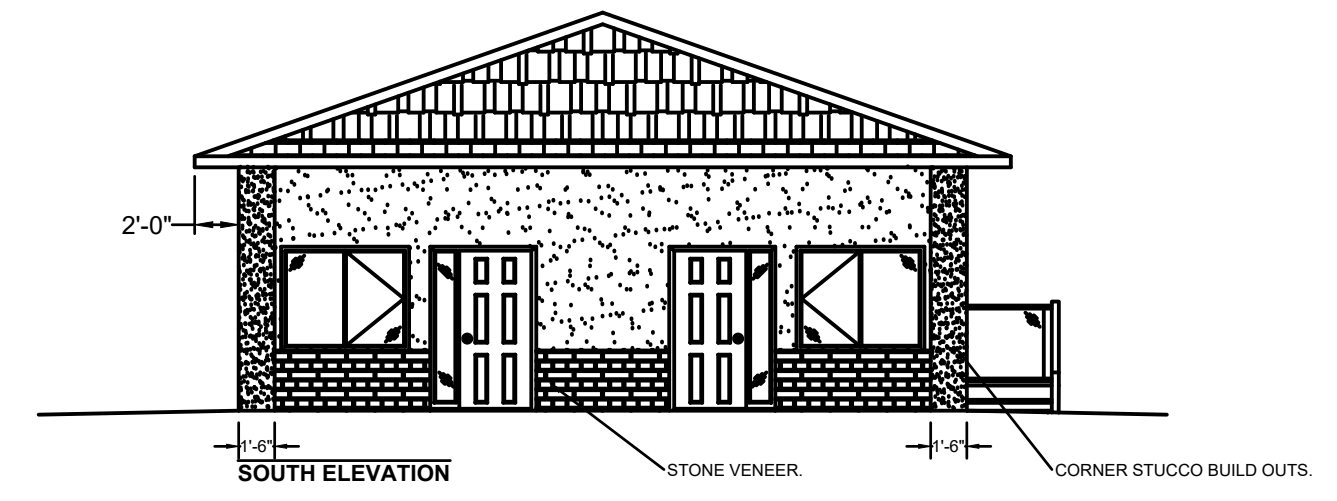 2'-0"
1'-6"
1'-6"
SOUTH ELEVATION
STONE VENEER.
CORNER STUCCO BUILD OUTS.